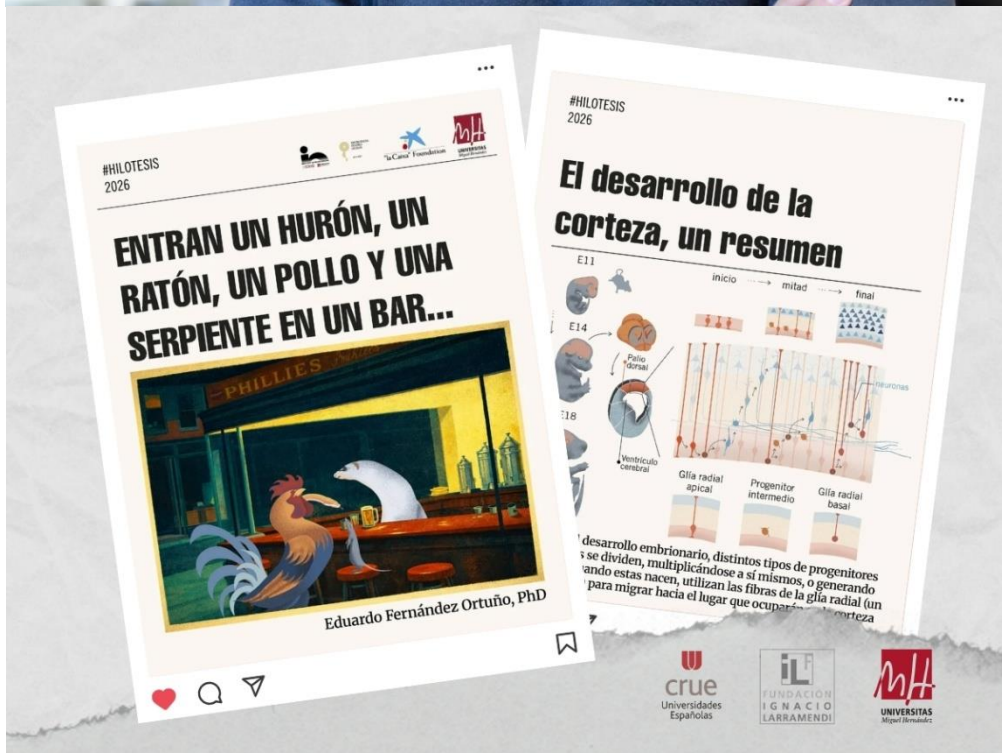 #HILOTESIS
2026
"la Caixa" Foundation
UNIVERSITAS
Miguel Hernández
ENTRAN UN HURÓN, UN
RATÓN, UN POLLO Y UNA
SERPIENTE EN UN BAR...
PHILLIES
Eduardo Fernández Ortuño, PhD
#HILOTESIS
2026
El desarrollo de la
corteza, un resumen
E11
inicio
mitad
final
E14
Palio
dorsal
neuronas
E18
Ventrículo
cerebral
Glía radial
apical
Progenitor
intermedio
Glía radial
basal
desarrollo embrionario, distintos tipos de progenitores
se dividen, multiplicándose a sí mismos, o generando
estas nacen, utilizan las fibras de la glía radial (un
para migrar hacia el lugar que
corteza
crue
Universidades
Españolas
FUNDACIÓN
IGNACIO
LARRAMENDI
UNIVERSITAS
Miguel Hernández